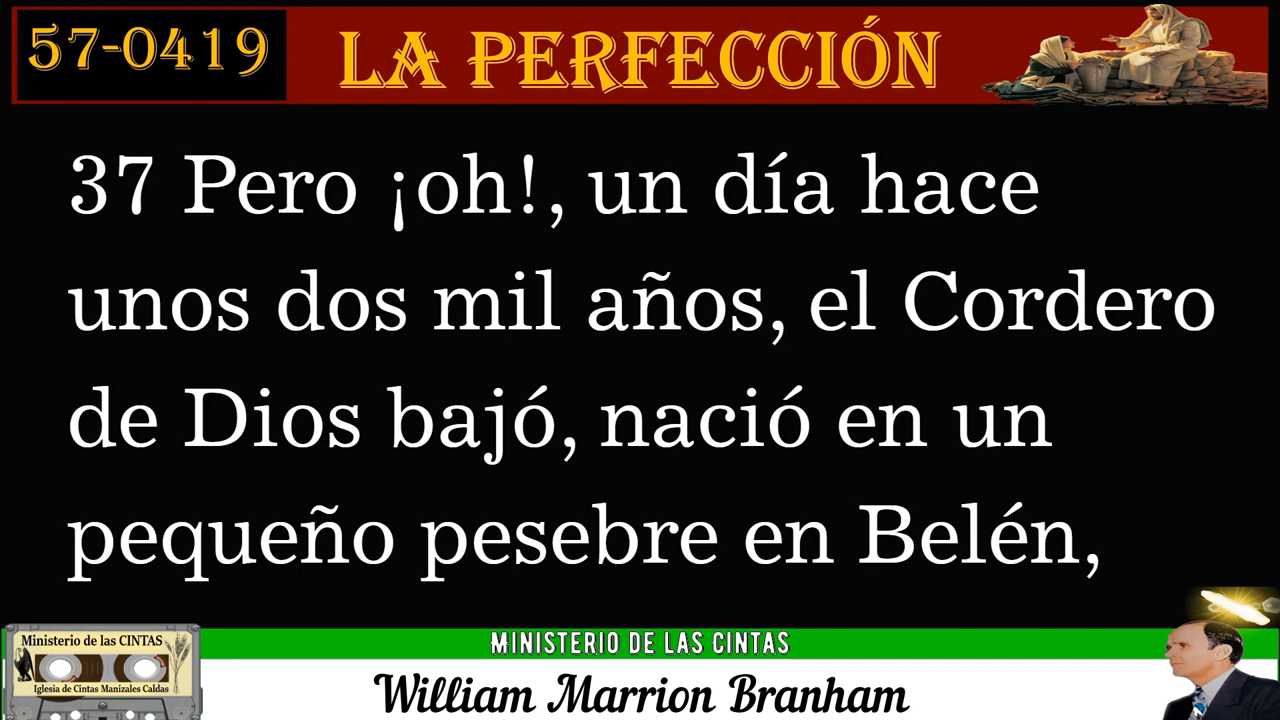 57-0419
LA PERFECCIÓN
37 Pero ¡oh!, un día hace
unos dos mil años, el Cordero
de Dios bajó, nació en un
pequeño pesebre en Belén,
Ministerio de las CINTAS
Iglesia de Cintas Manizales Caldas
MINISTERIO DE LAS CINTAS
William Marrion Branham